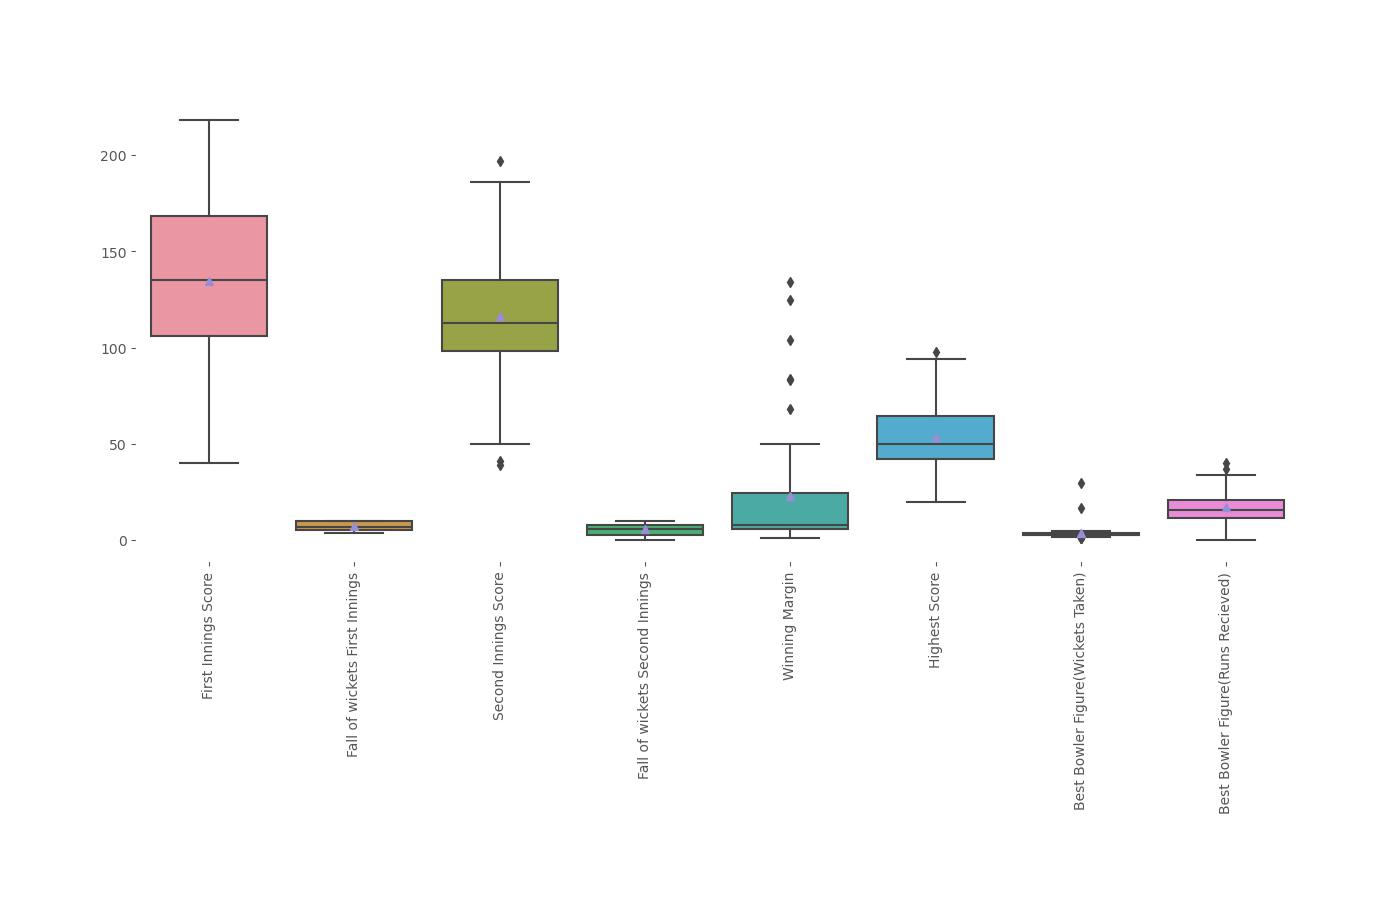 200
150
100
50
0
First Innings Score
Fall of wickets First Innings
Second Innings Score
Fall of wickets Second Innings
Winning Margin
Highest Score
Best Bowler Figure(Wickets Taken)
Best Bowler Figure(Runs Recieved)